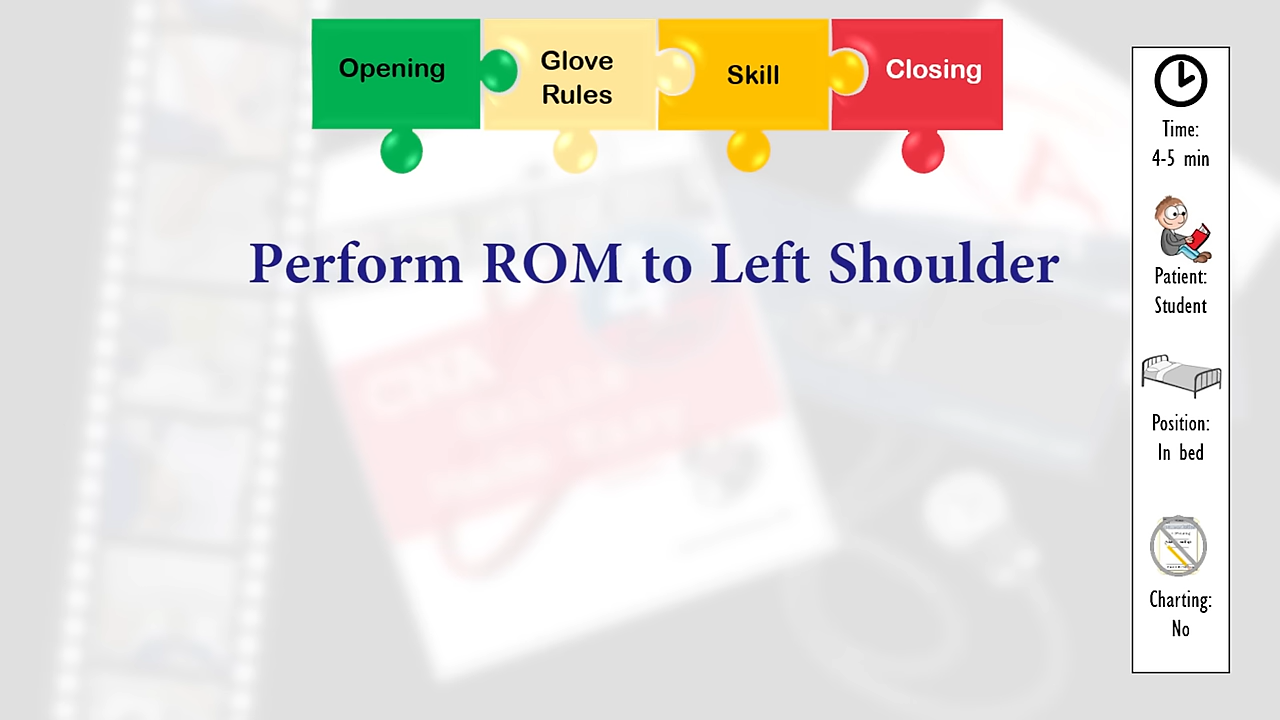 Opening
Glove
Rules
Skill
Closing
Perform ROM to Left Shoulder
Time:
4-5 min
Patient:
Student
Position:
In bed
Charting:
No